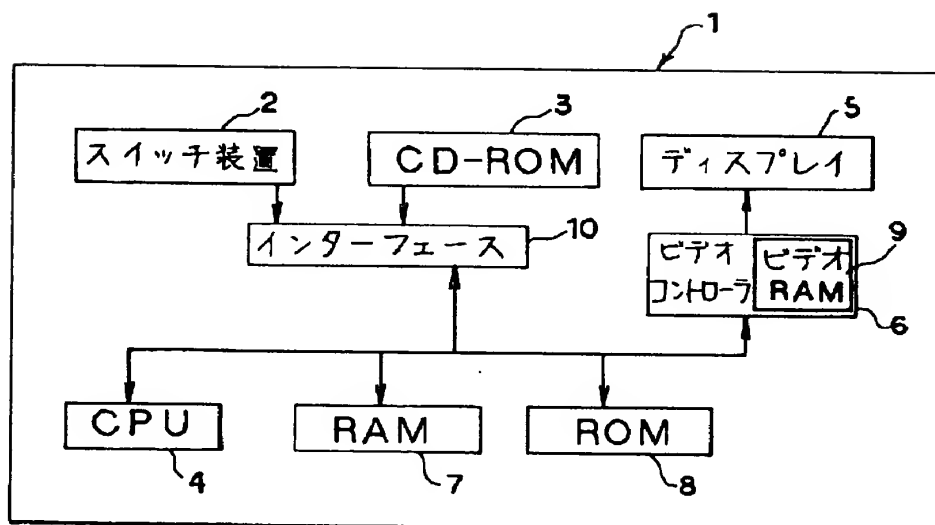 1
2
3
5
スイッチ装置
CD-ROM
ディスプレイ
10
インターフェース
9
ビデオ
コントローラ
ビデオ
RAM
6
CPU
RAM
ROM
4
7
8